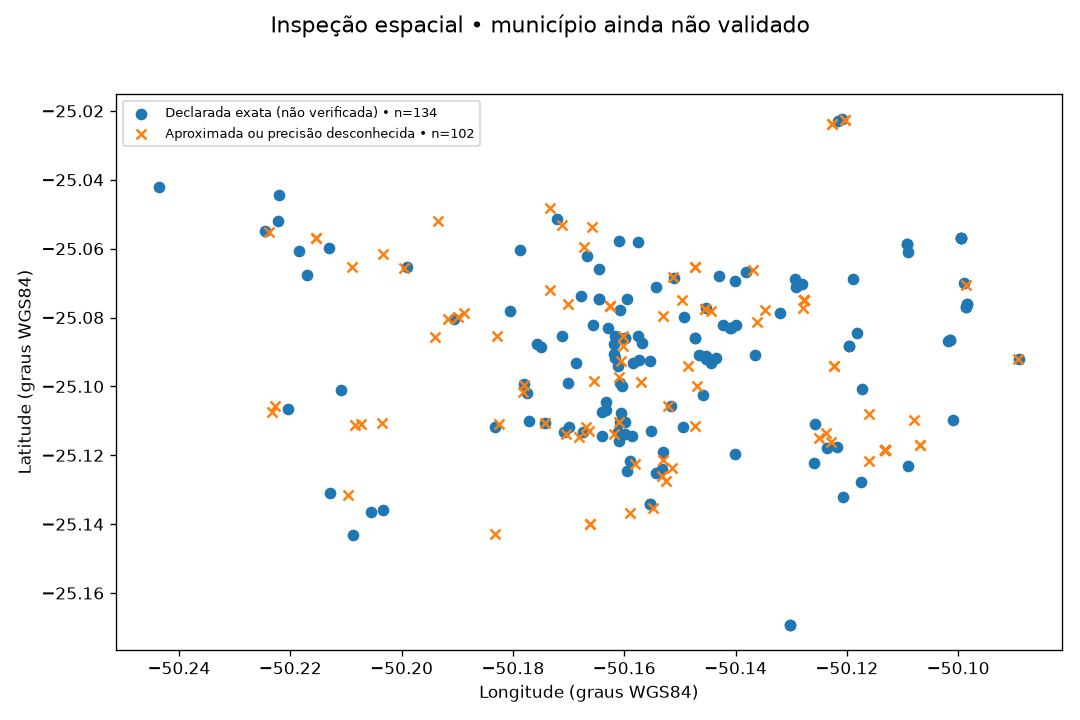 Inspeção espacial • município ainda não validado
Declarada exata (não verificada) • n=134
Aproximada ou precisão desconhecida • n=102
−25.02
−25.04
−25.06
−25.08
−25.10
−25.12
−25.14
−25.16
Latitude (graus WGS84)
−50.24 −50.22 −50.20 −50.18 −50.16 −50.14 −50.12 −50.10
Longitude (graus WGS84)